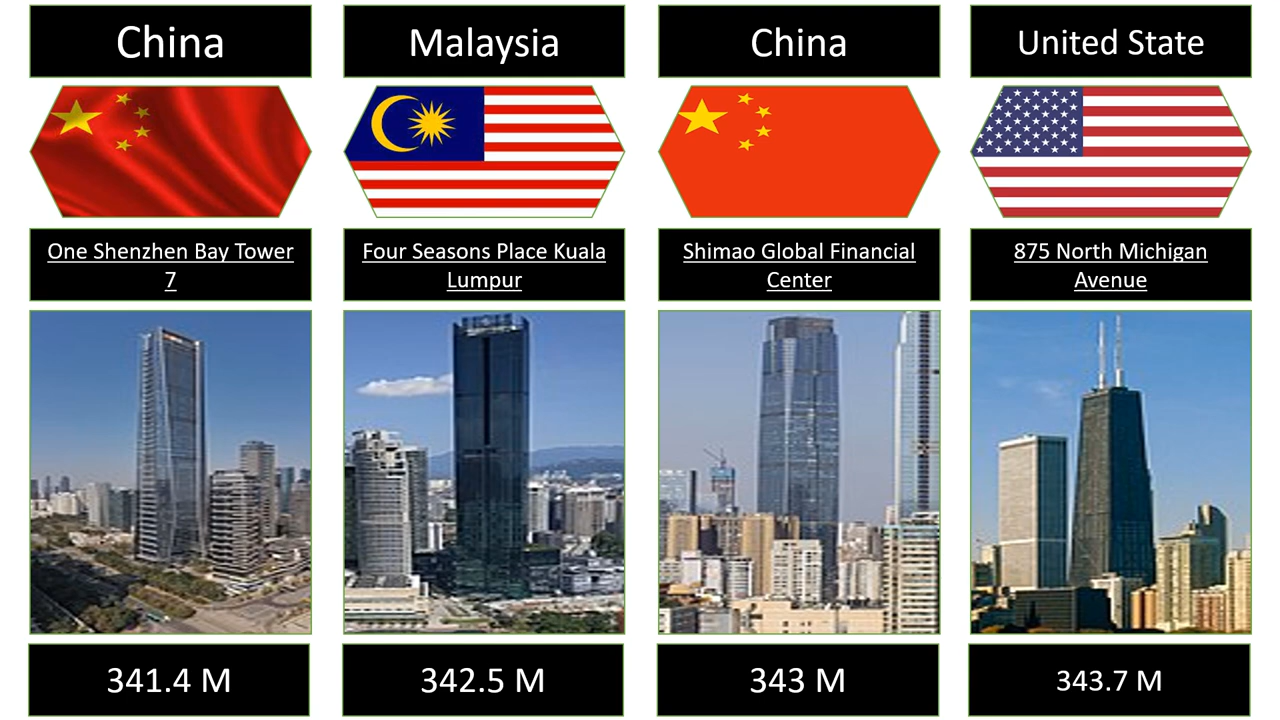 China
Malaysia
China
United State
One Shenzhen Bay Tower
7
Four Seasons Place Kuala
Lumpur
Shimao Global Financial
Center
875 North Michigan
Avenue
341.4 M
342.5 M
343 M
343.7 M